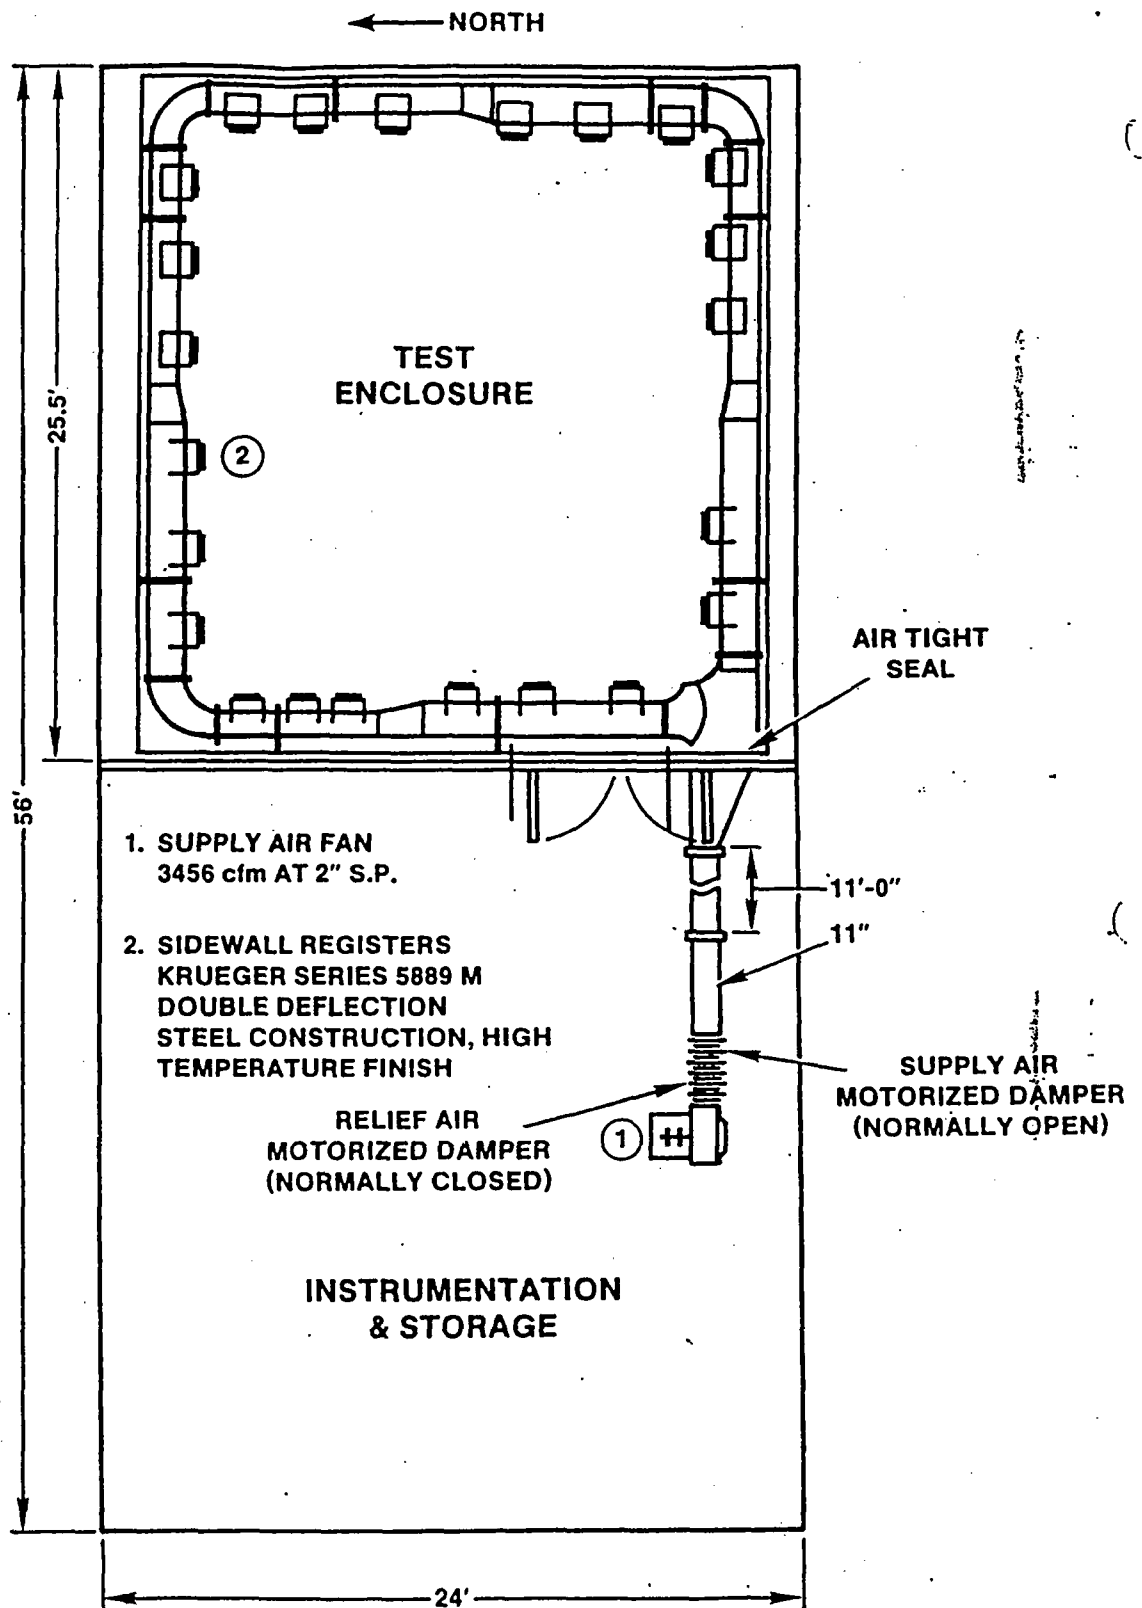 NORTH
25.5'
TEST
ENCLOSURE
2
AIR TIGHT
SEAL
56'
1. SUPPLY AIR FAN
3456 cfm AT 2" S.P.
11'-0"
11"
2. SIDEWALL REGISTERS
KRUEGER SERIES 5889 M
DOUBLE DEFLECTION
STEEL CONSTRUCTION, HIGH
TEMPERATURE FINISH
SUPPLY AIR
MOTORIZED DAMPER
(NORMALLY OPEN)
RELIEF AIR
MOTORIZED DAMPER
(NORMALLY CLOSED)
1
INSTRUMENTATION
& STORAGE
24'